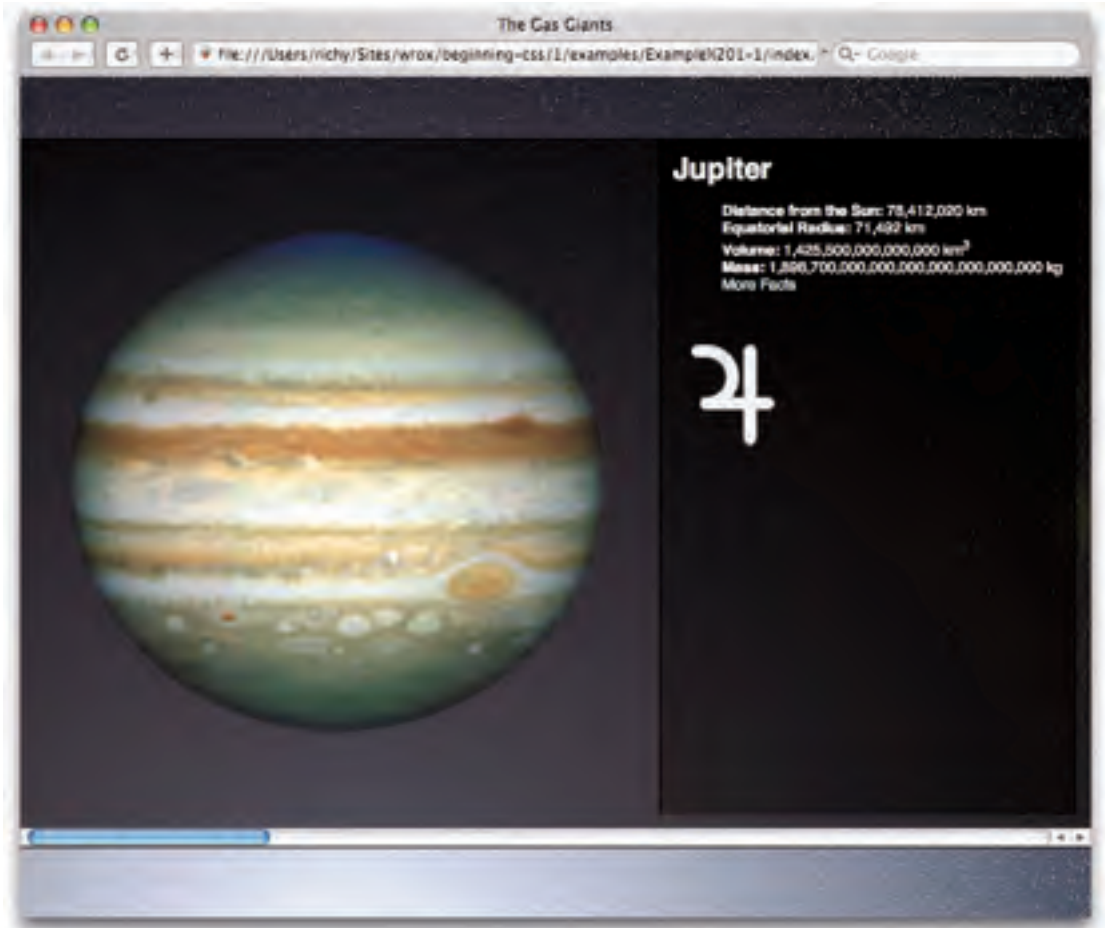 The Gas Giants
file:///Users/richy/Sites/wrox/beginning-css/1/examples/Example%201-1/index.
Google
Jupiter
Distance from the Sun: 78,412,020 km
Equatorial Radius: 71,492 km
Volume: 1,425,500,000,000,000 km³
Mass: 1,898,700,000,000,000,000,000,000,000 kg
More Facts